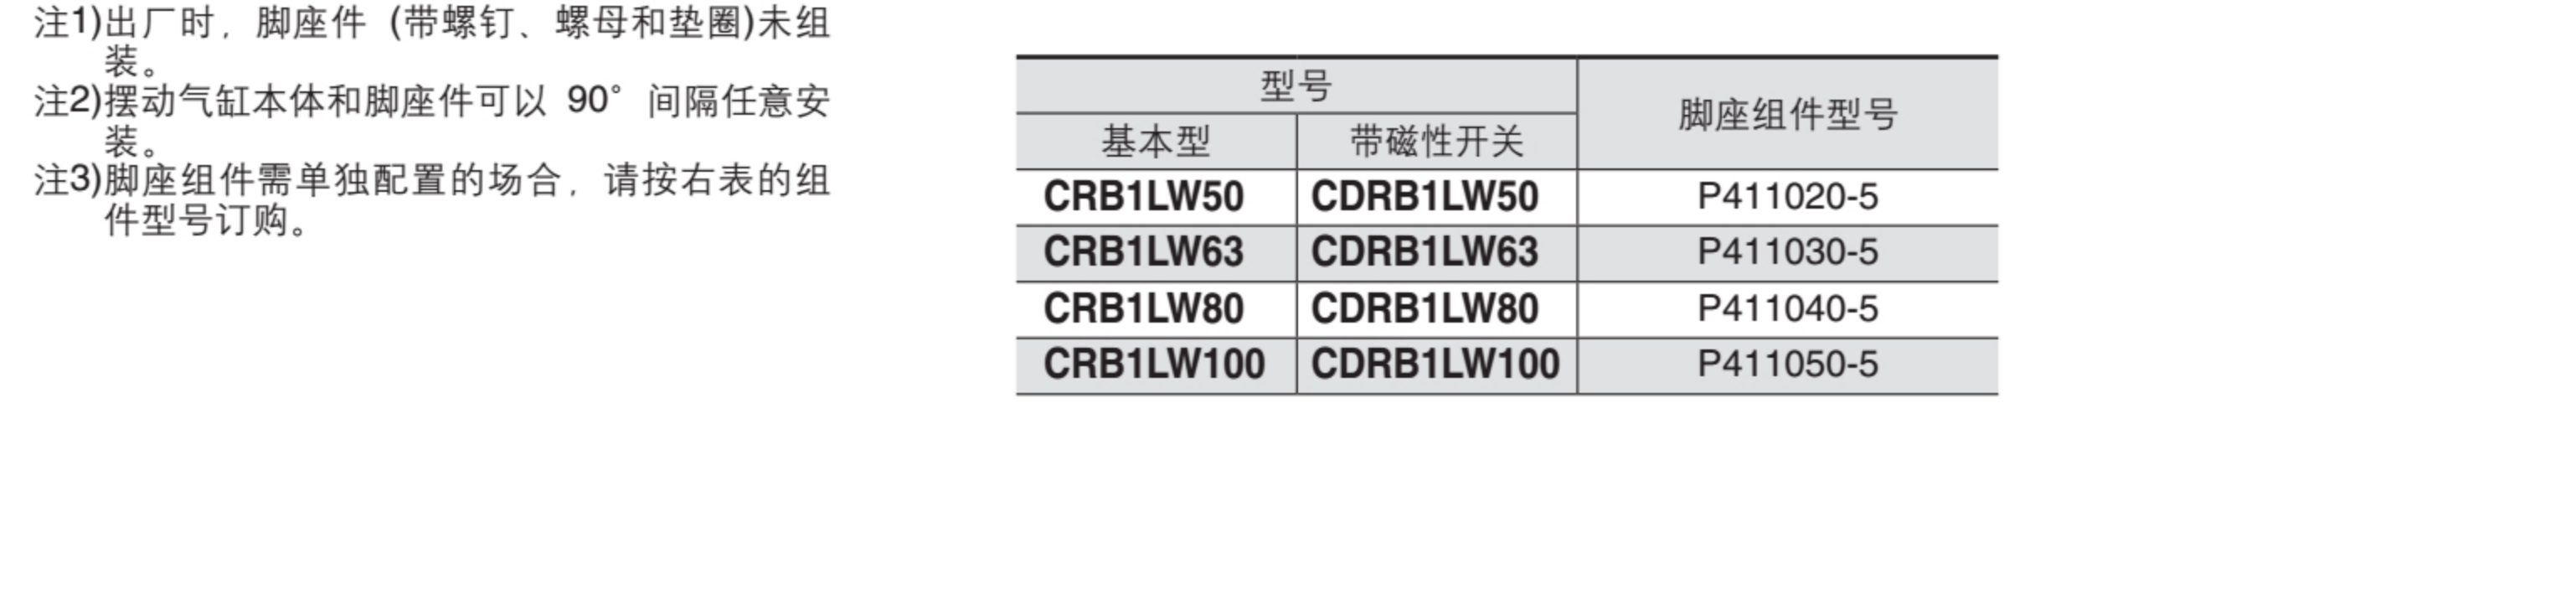 注1)出厂时，脚座件 (带螺钉、螺母和垫圈)未组
装。
注2)摆动气缸本体和脚座件可以 90° 间隔任意安
装。
注3)脚座组件需单独配置的场合，请按右表的组
件型号订购。
型号 脚座组件型号
基本型 带磁性开关
CRB1LW50 CDRB1LW50 P411020-5
CRB1LW63 CDRB1LW63 P411030-5
CRB1LW80 CDRB1LW80 P411040-5
CRB1LW100 CDRB1LW100 P411050-5